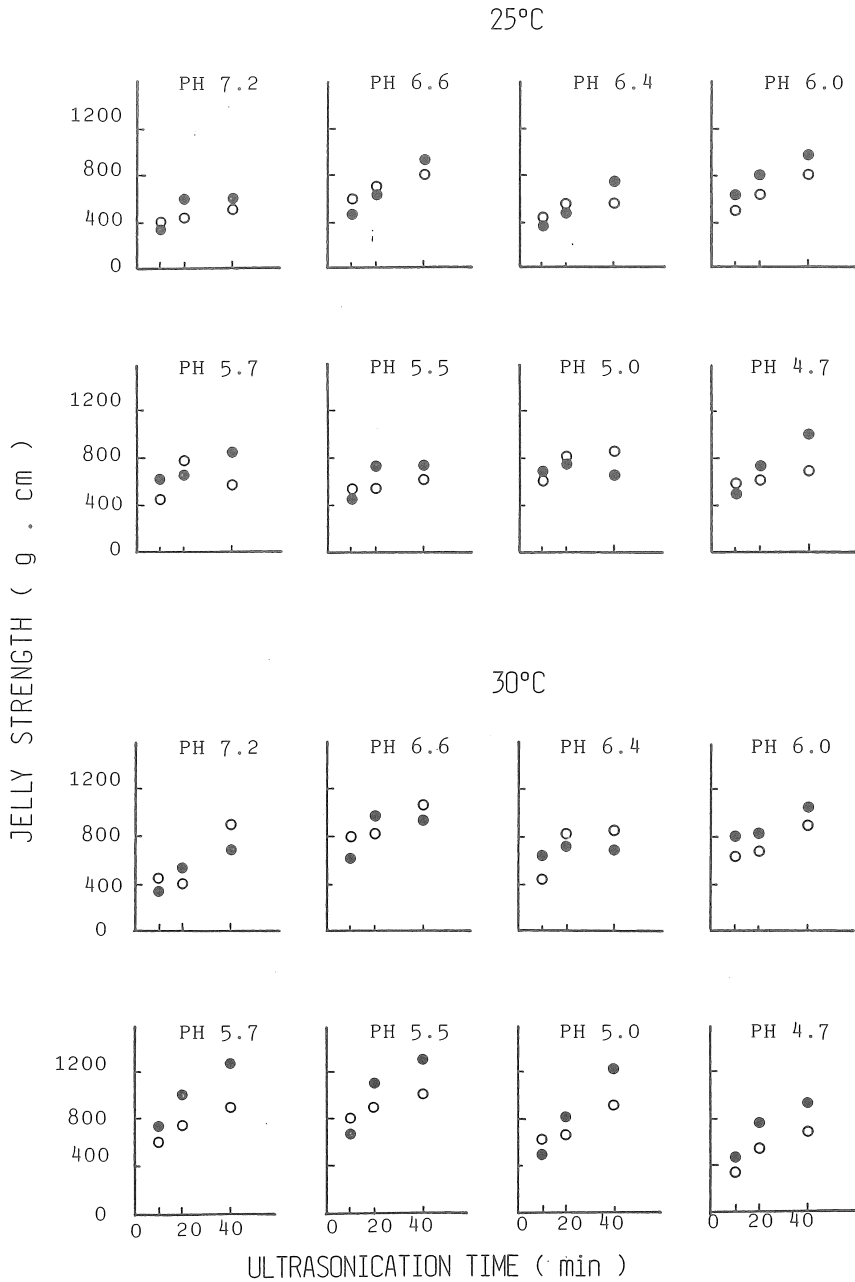 25°C
PH 7.2 PH 6.6 PH 6.4 PH 6.0
1200
800
400
0
PH 5.7 PH 5.5 PH 5.0 PH 4.7
1200
800
400
0
JELLY STRENGTH ( g . cm )
30°C
PH 7.2 PH 6.6 PH 6.4 PH 6.0
1200
800
400
0
PH 5.7 PH 5.5 PH 5.0 PH 4.7
1200
800
400
0
0 20 40 0 20 40 0 20 40 0 20 40
ULTRASONICATION TIME ( min )